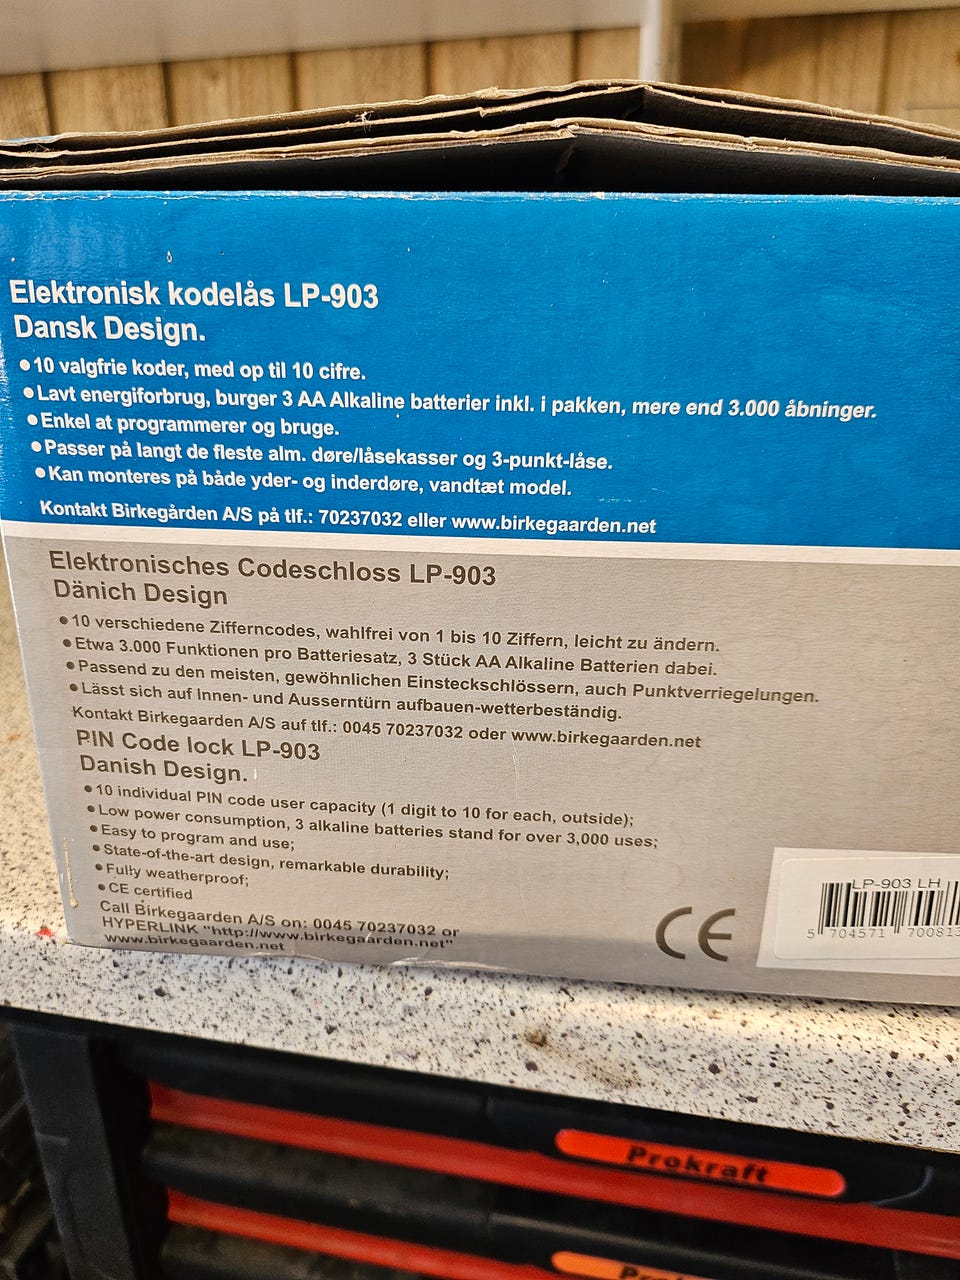 Elektronisk kodelås LP-903
Dansk Design.
•10 valgfrie koder, med op til 10 cifre.
•Lavt energiforbrug, burger 3 AA Alkaline batterier inkl. i pakken, mere end 3.000 åbninger.
•Enkel at programmerer og bruge.
•Passer på langt de fleste alm. døre/låsekasser og 3-punkt-låse.
•Kan monteres på både yder- og inderdøre, vandtæt model.
Kontakt Birkegården A/S på tlf.: 70237032 eller www.birkegaarden.net
Elektronisches Codeschloss LP-903
Dänich Design
•10 verschiedene Zifferncodes, wahlfrei von 1 bis 10 Ziffern, leicht zu ändern.
•Etwa 3.000 Funktionen pro Batteriesatz, 3 Stück AA Alkaline Batterien dabei.
•Passend zu den meisten, gewöhnlichen Einsteckschlössern, auch Punktverriegelungen.
•Lässt sich auf Innen- und Aussserntürn aufbauen-wetterbeständig.
Kontakt Birkegaarden A/S auf tlf.: 0045 70237032 oder www.birkegaarden.net
PIN Code lock LP-903
Danish Design.
•10 individual PIN code user capacity (1 digit to 10 for each, outside);
•Low power consumption, 3 alkaline batteries stand for over 3,000 uses;
•Easy to program and use;
•State-of-the-art design, remarkable durability;
•Fully weatherproof;
•CE certified
Call Birkegaarden A/S on: 0045 70237032 or
HYPERLINK "http://www.birkegaarden.net"
www.birkegaarden.net
CE
LP-903 LH
5 704571 700813
Prokraft
Prokraft